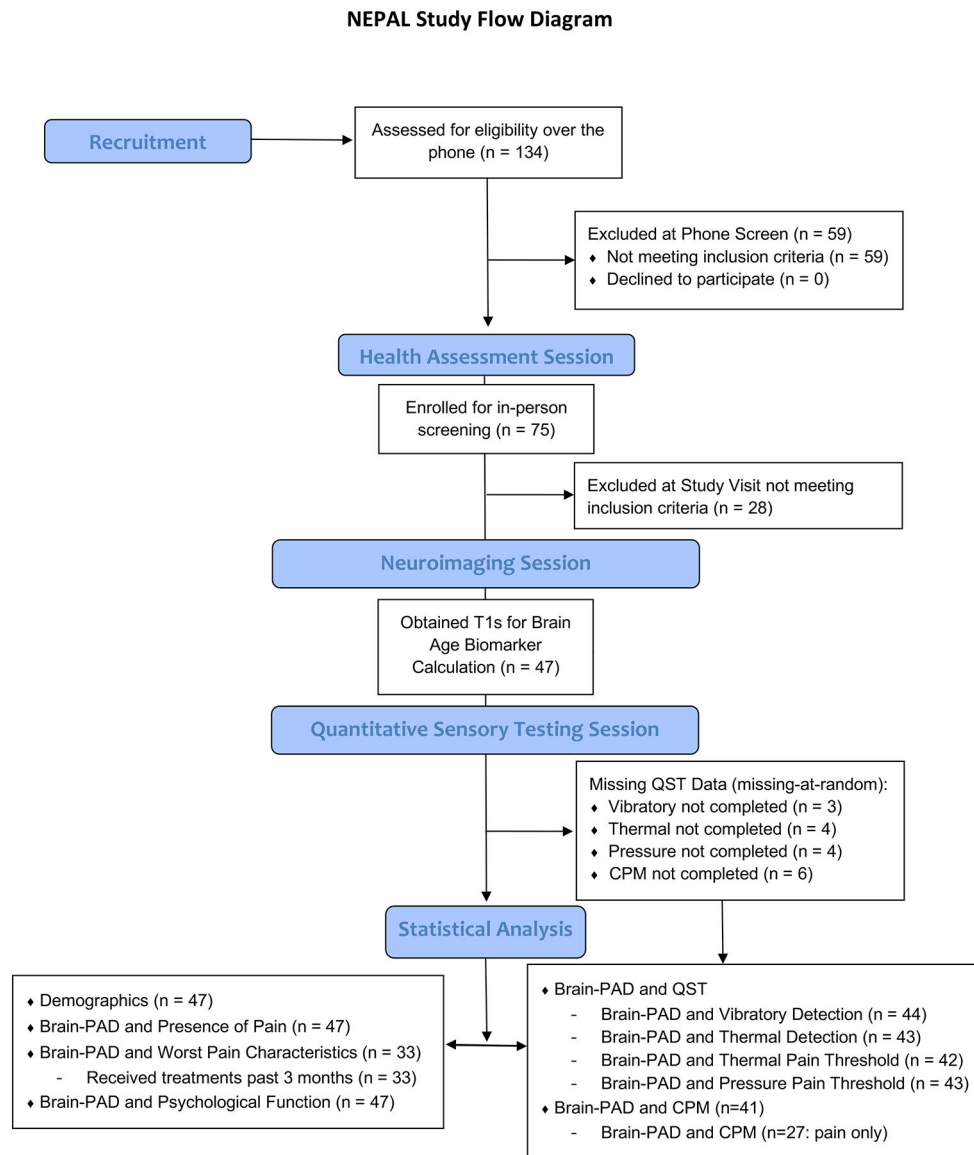 NEPAL Study Flow Diagram
Recruitment
Assessed for eligibility over the
phone (n = 134)
Excluded at Phone Screen (n = 59)
♦ Not meeting inclusion criteria (n = 59)
♦ Declined to participate (n = 0)
Health Assessment Session
Enrolled for in-person
screening (n = 75)
Excluded at Study Visit not meeting
inclusion criteria (n = 28)
Neuroimaging Session
Obtained T1s for Brain
Age Biomarker
Calculation (n = 47)
Quantitative Sensory Testing Session
Missing QST Data (missing-at-random):
♦ Vibratory not completed (n = 3)
♦ Thermal not completed (n = 4)
♦ Pressure not completed (n = 4)
♦ CPM not completed (n = 6)
Statistical Analysis
♦ Demographics (n = 47)
♦ Brain-PAD and Presence of Pain (n = 47)
♦ Brain-PAD and Worst Pain Characteristics (n = 33)
- Received treatments past 3 months (n = 33)
♦ Brain-PAD and Psychological Function (n = 47)
♦ Brain-PAD and QST
- Brain-PAD and Vibratory Detection (n = 44)
- Brain-PAD and Thermal Detection (n = 43)
- Brain-PAD and Thermal Pain Threshold (n = 42)
- Brain-PAD and Pressure Pain Threshold (n = 43)
♦ Brain-PAD and CPM (n=41)
- Brain-PAD and CPM (n=27: pain only)